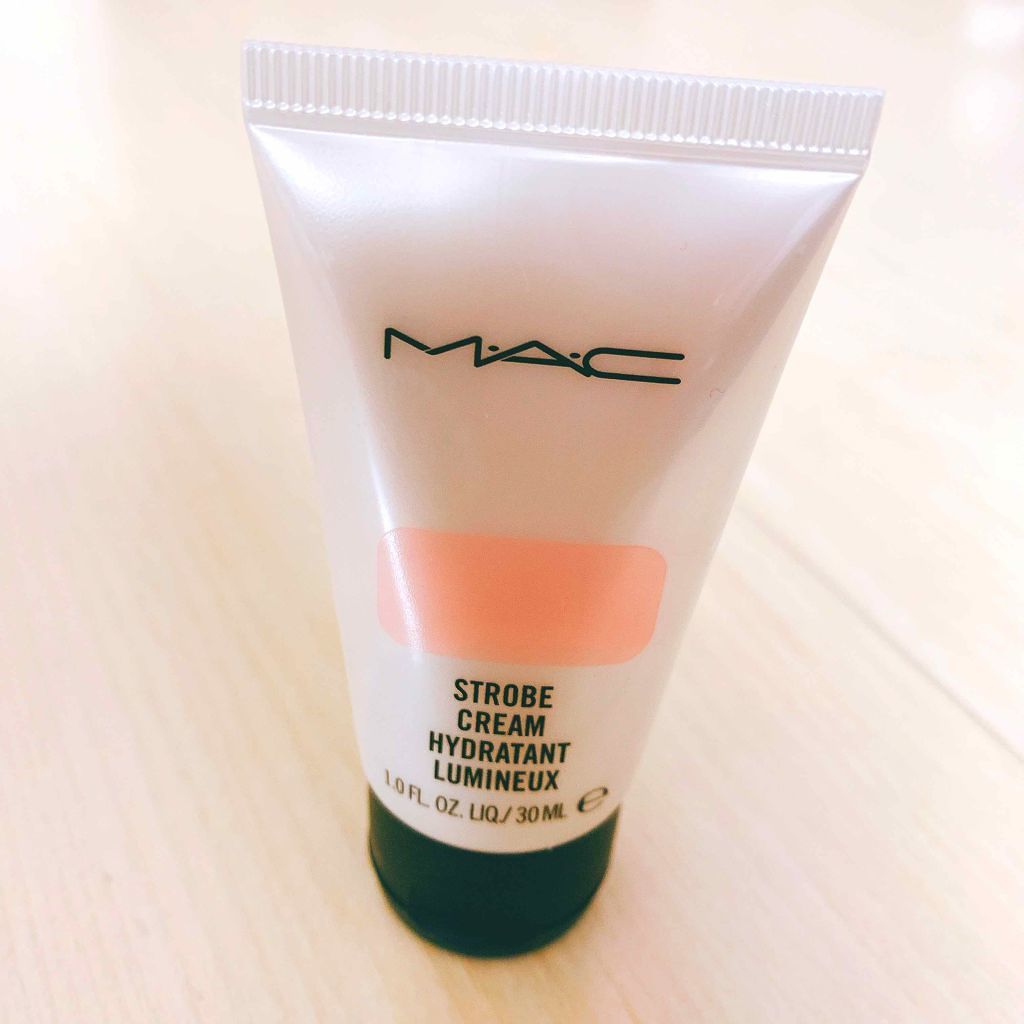 M·A·C
STROBE
CREAM
HYDRATANT
LUMINEUX
1.0 FL. OZ. LIQ./ 30 ML ℮